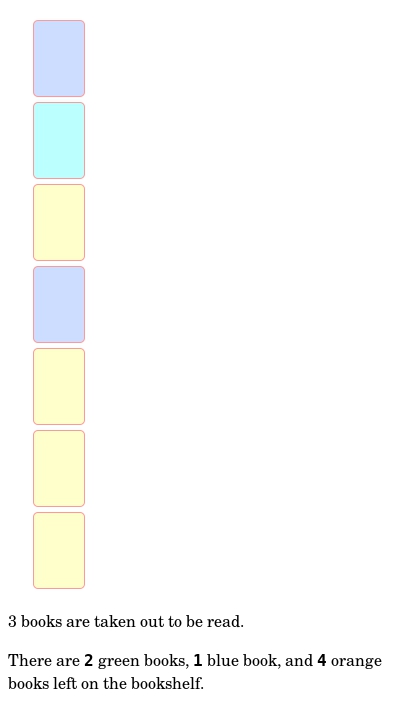 3 books are taken out to be read.
There are 2 green books, 1 blue book, and 4 orange
books left on the bookshelf.